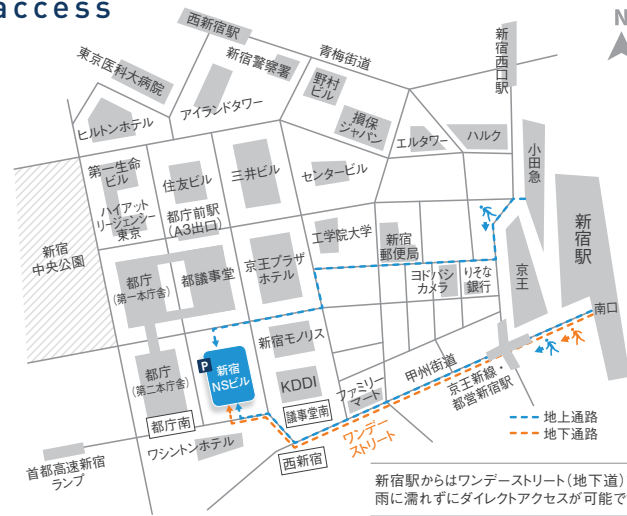 access
N
西新宿駅
新宿警察署
青梅街道
新宿西口駅
東京医科大病院
野村
ビル
アイランドタワー
損保
ジャパン
ヒルトンホテル
エルタワー
ハルク
小田急
第一生命
ビル
住友ビル
三井ビル
センタービル
ハイアット
リージェンシー
東京
都庁前駅
(A3出口)
工学院大学
新宿
郵便局
新宿駅
新宿
中央公園
都庁
(第一本庁舎)
都議事堂
京王プラザ
ホテル
ヨドバシ
カメラ
りそな
銀行
京王
南口
P
新宿
NSビル
新宿モノリス
都庁
(第二本庁舎)
KDDI
ファミリー
マート
甲州街道
京王新線・
都営新宿駅
都庁南
議事堂南
ワシントンホテル
西新宿
ワンデー
ストリート
首都高速新宿
ランプ
地上通路
地下通路
新宿駅からはワンデーストリート(地下道)
雨に濡れずにダイレクトアクセスが可能で